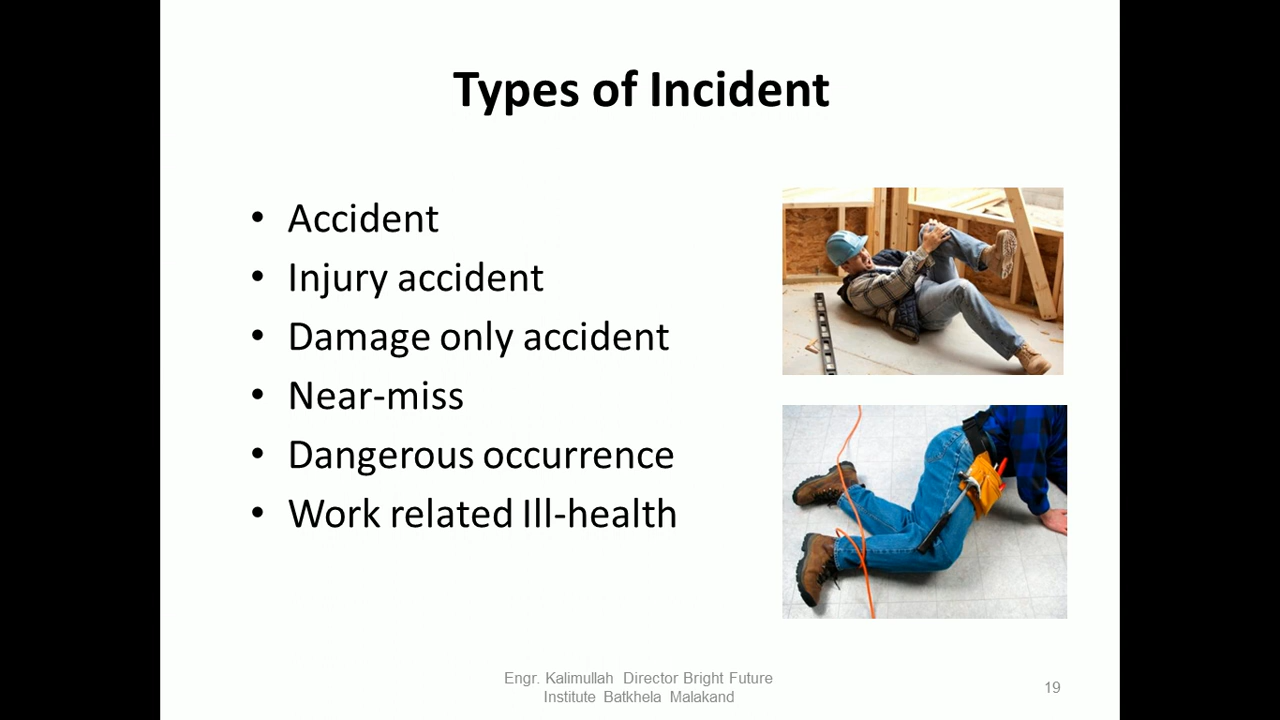 Types of Incident
• Accident
• Injury accident
• Damage only accident
• Near-miss
• Dangerous occurrence
• Work related Ill-health
Engr. Kalimullah Director Bright Future
Institute Batkhela Malakand
19